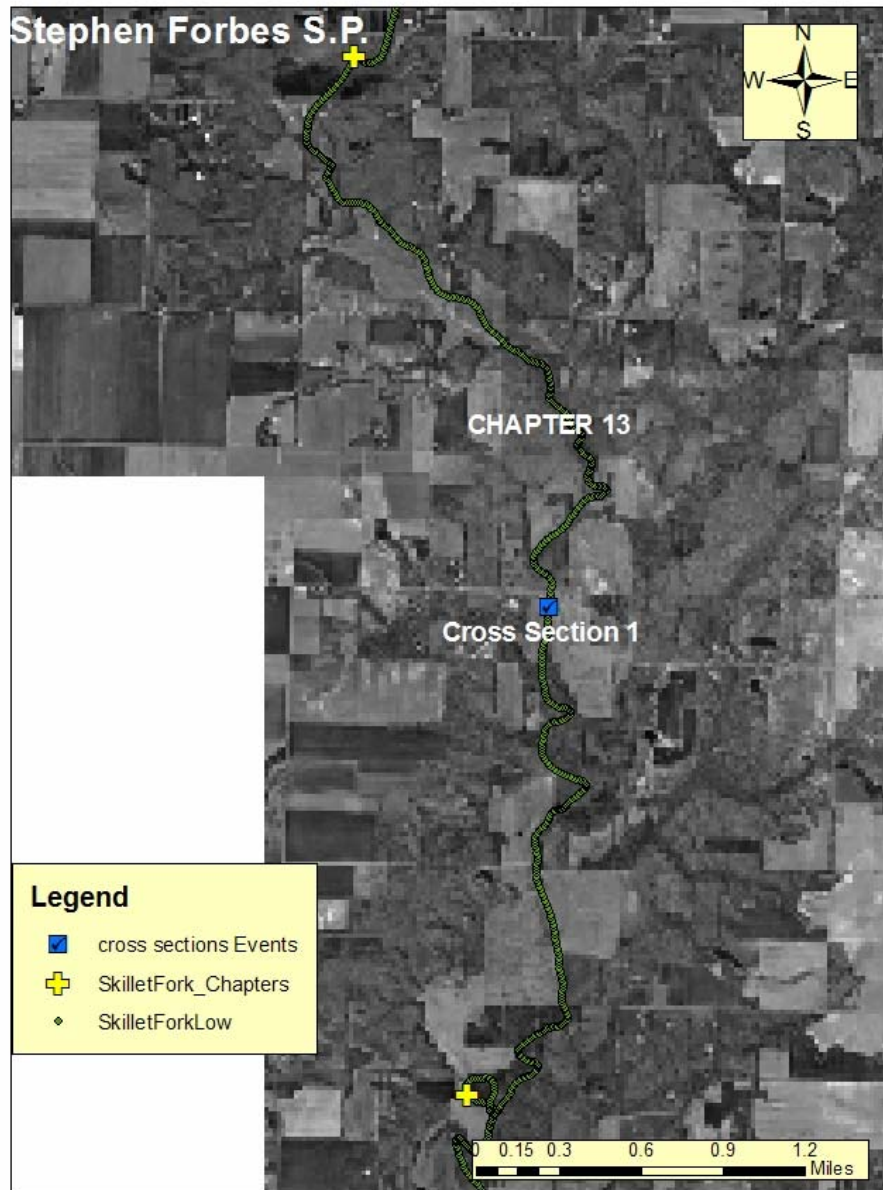 Stephen Forbes S.P.
N
W E
S
CHAPTER 13
Cross Section 1
Legend
cross sections Events
SkilletFork_Chapters
SkilletForkLow
0 0.15 0.3 0.6 0.9 1.2
Miles